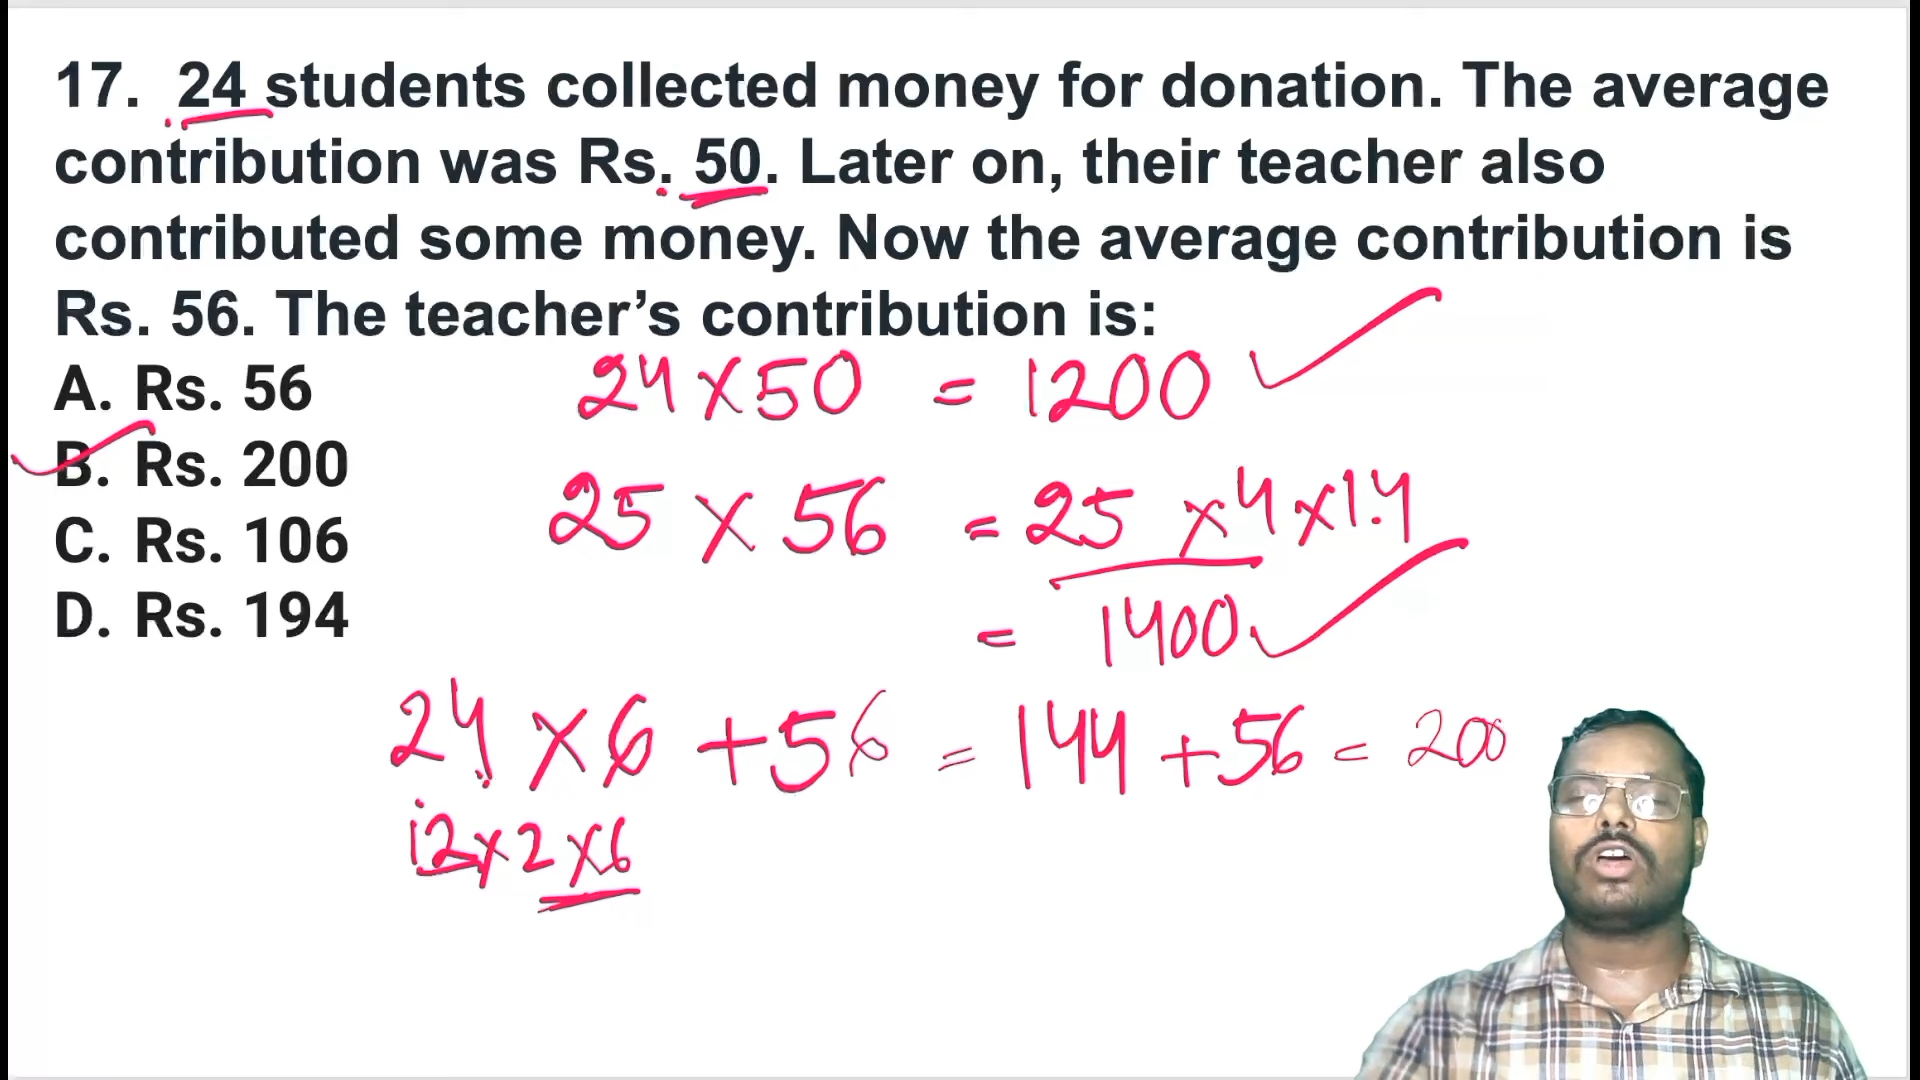 17. 24 students collected money for donation. The average
contribution was Rs. 50. Later on, their teacher also
contributed some money. Now the average contribution is
Rs. 56. The teacher’s contribution is:
A. Rs. 56
B. Rs. 200
C. Rs. 106
D. Rs. 194
24 × 50 = 1200
25 × 56 = 25 × 4 × 14
= 1400
24 × 6 + 56 = 144 + 56 = 200
12 × 2 × 6